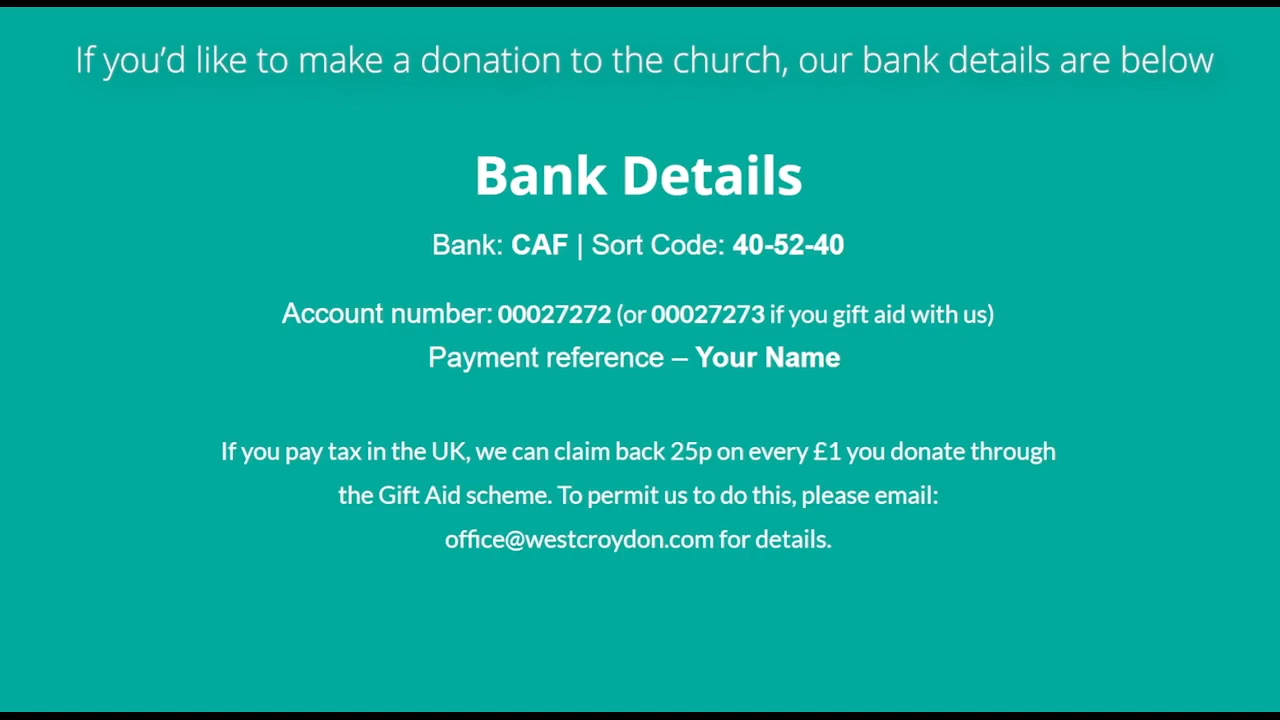 If you’d like to make a donation to the church, our bank details are below
Bank Details
Bank: CAF | Sort Code: 40-52-40
Account number: 00027272 (or 00027273 if you gift aid with us)
Payment reference – Your Name
If you pay tax in the UK, we can claim back 25p on every £1 you donate through
the Gift Aid scheme. To permit us to do this, please email:
office@westcroydon.com for details.